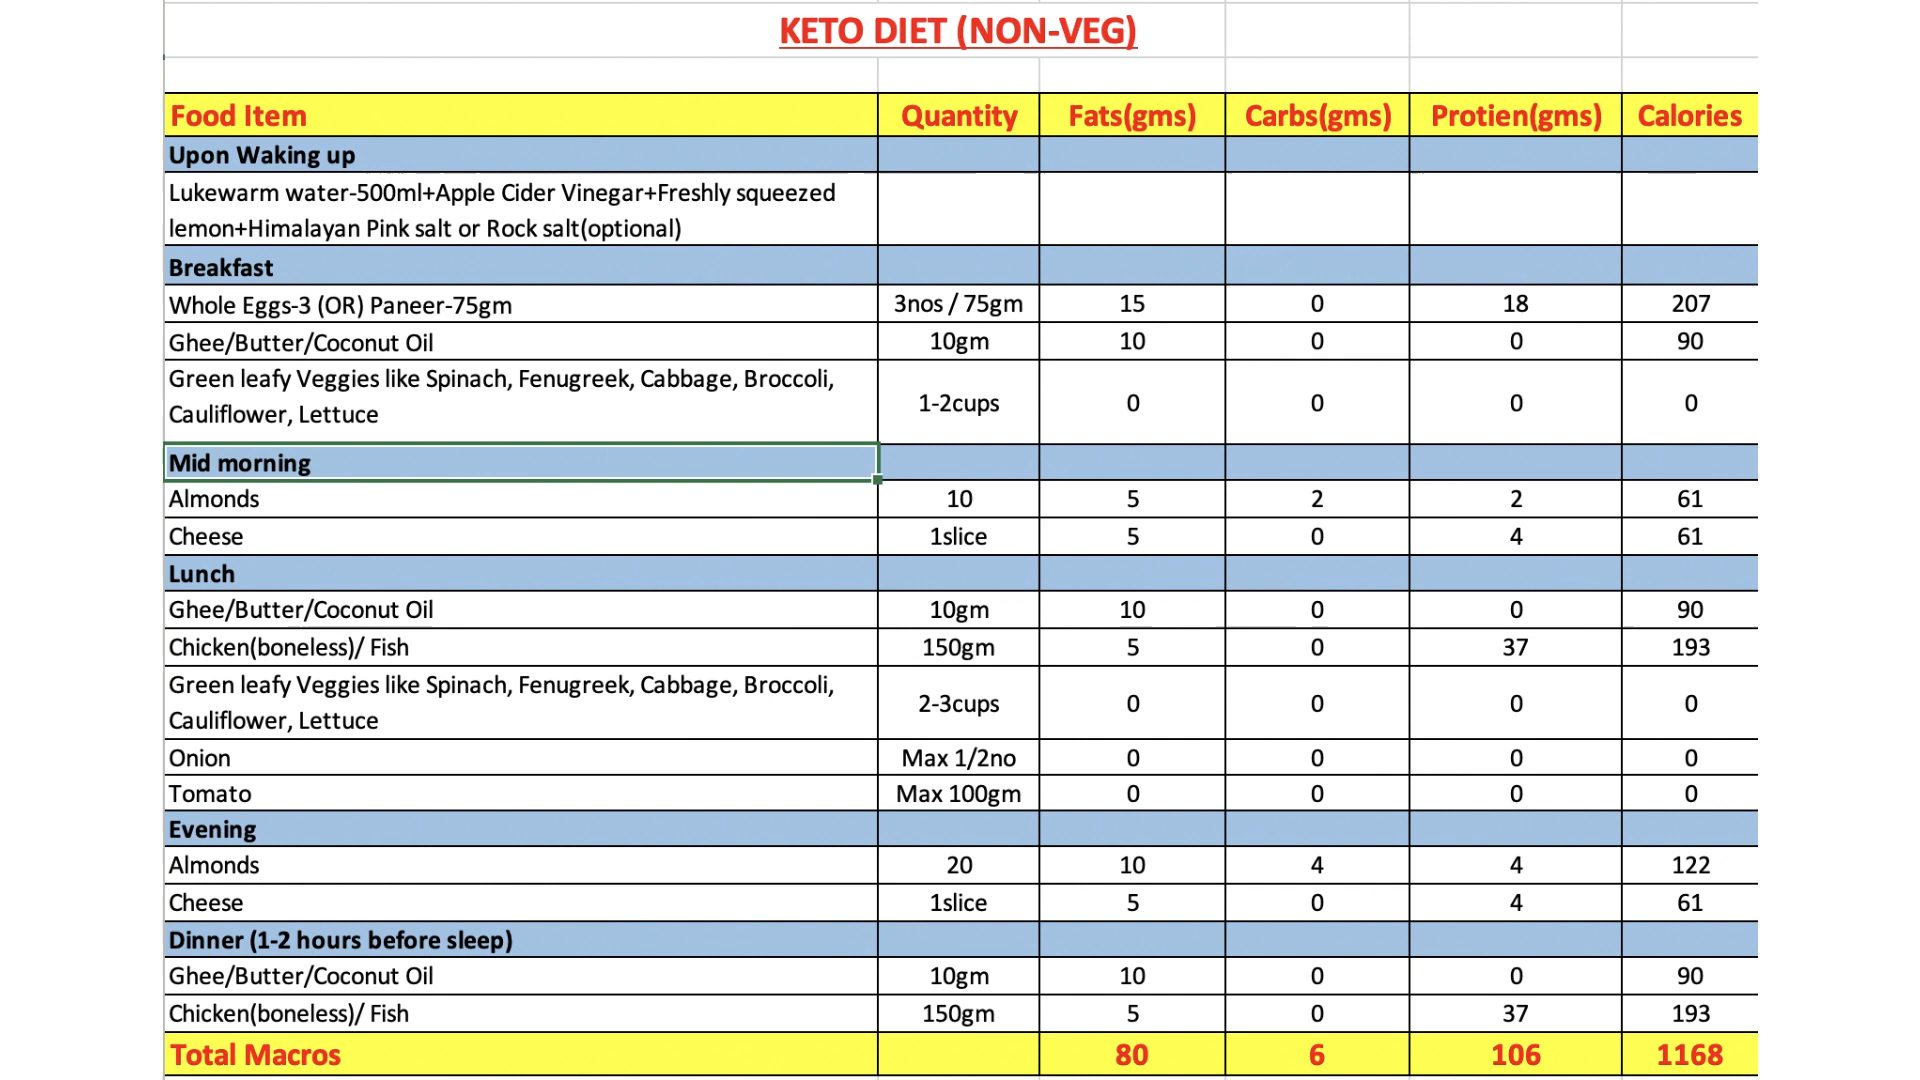 KETO DIET (NON-VEG)
Food Item Quantity Fats(gms) Carbs(gms) Protien(gms) Calories
Upon Waking up
Lukewarm water-500ml+Apple Cider Vinegar+Freshly squeezed
lemon+Himalayan Pink salt or Rock salt(optional)
Breakfast
Whole Eggs-3 (OR) Paneer-75gm 3nos / 75gm 15 0 18 207
Ghee/Butter/Coconut Oil 10gm 10 0 0 90
Green leafy Veggies like Spinach, Fenugreek, Cabbage, Broccoli,
Cauliflower, Lettuce 1-2cups 0 0 0 0
Mid morning
Almonds 10 5 2 2 61
Cheese 1slice 5 0 4 61
Lunch
Ghee/Butter/Coconut Oil 10gm 10 0 0 90
Chicken(boneless)/ Fish 150gm 5 0 37 193
Green leafy Veggies like Spinach, Fenugreek, Cabbage, Broccoli,
Cauliflower, Lettuce 2-3cups 0 0 0 0
Onion Max 1/2no 0 0 0 0
Tomato Max 100gm 0 0 0 0
Evening
Almonds 20 10 4 4 122
Cheese 1slice 5 0 4 61
Dinner (1-2 hours before sleep)
Ghee/Butter/Coconut Oil 10gm 10 0 0 90
Chicken(boneless)/ Fish 150gm 5 0 37 193
Total Macros 80 6 106 1168